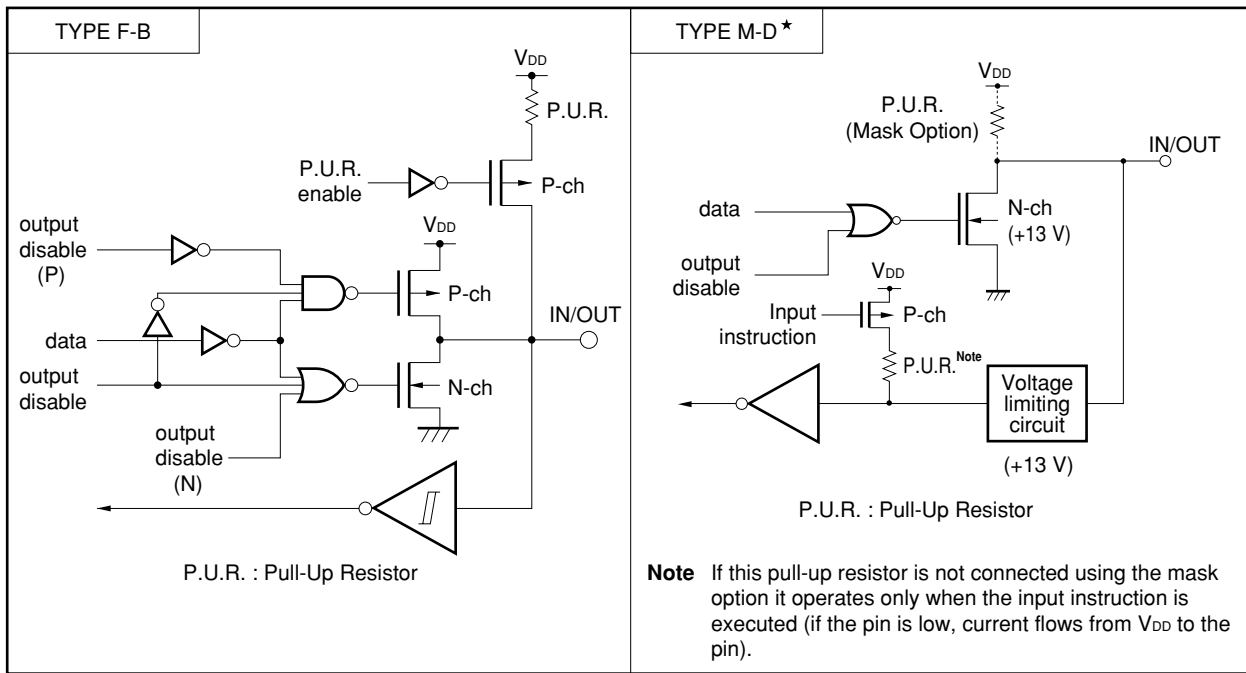 TYPE F-B
VDD
P.U.R.
P.U.R.
enable
P-ch
output
disable
(P)
VDD
P-ch
IN/OUT
data
output
disable
N-ch
output
disable
(N)
P.U.R. : Pull-Up Resistor
TYPE M-D★
VDD
P.U.R.
(Mask Option)
IN/OUT
data
N-ch
(+13 V)
output
disable
VDD
Input
instruction
P-ch
P.U.R.Note
Voltage
limiting
circuit
(+13 V)
P.U.R. : Pull-Up Resistor
Note If this pull-up resistor is not connected using the mask
option it operates only when the input instruction is
executed (if the pin is low, current flows from VDD to the
pin).